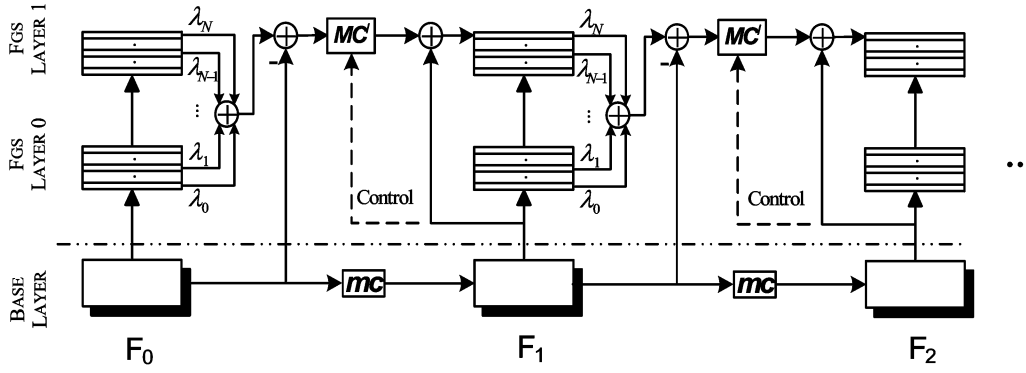 FGS
LAYER 1
FGS
LAYER 0
BASE
LAYER
λN
λN-1
...
λ1
λ0
-
MC'
Control
mc
λN
λN-1
...
λ1
λ0
-
MC'
Control
mc
...
F0
F1
F2